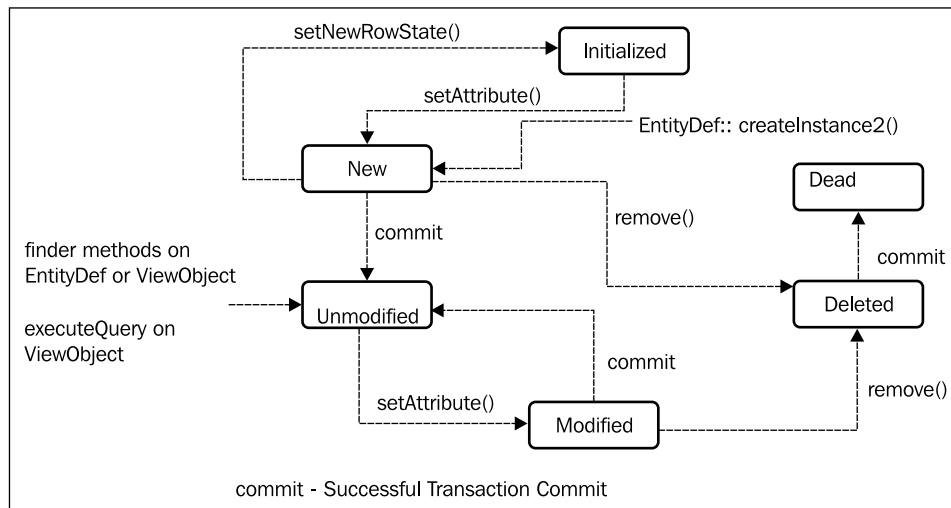 setNewRowState()
Initialized
setAttribute()
EntityDef:: createInstance2()
New
Dead
remove()
commit
commit
finder methods on
EntityDef or ViewObject
Unmodified
Deleted
executeQuery on
ViewObject
commit
setAttribute()
remove()
Modified
commit - Successful Transaction Commit